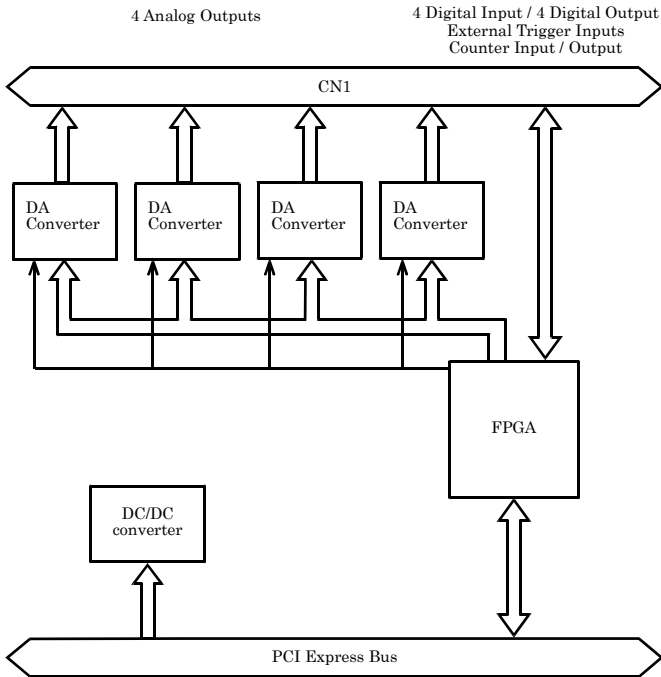 4 Analog Outputs
4 Digital Input / 4 Digital Output
External Trigger Inputs
Counter Input / Output
CN1
DA
Converter
DA
Converter
DA
Converter
DA
Converter
FPGA
DC/DC
converter
PCI Express Bus